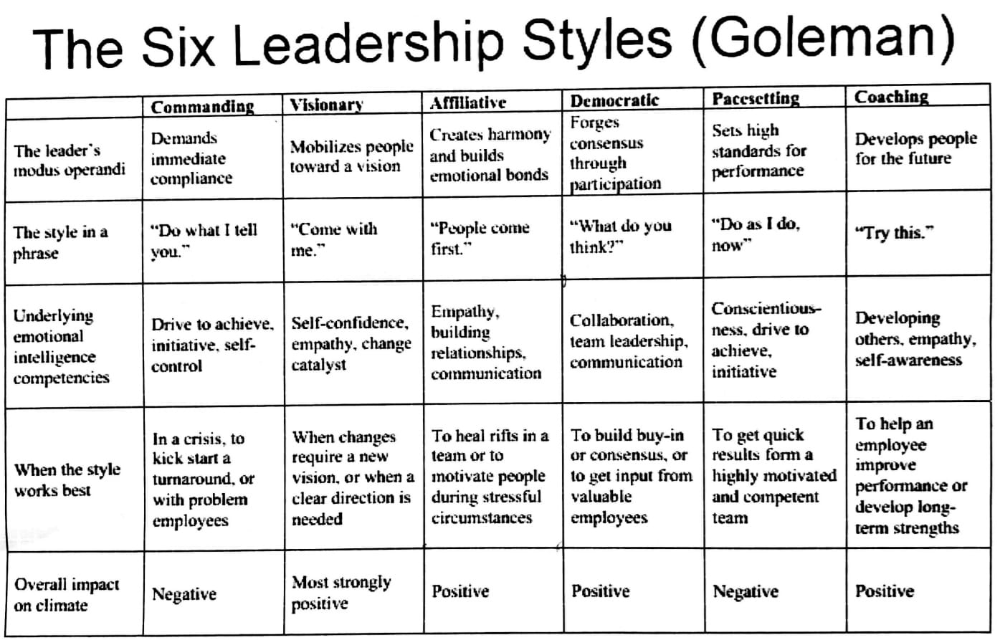 The Six Leadership Styles (Goleman)
Commanding
Visionary
Affiliative
Democratic
Pacesetting
Coaching
The leader's
modus operandi
Demands
immediate
compliance
Mobilizes people
toward a vision
Creates harmony
and builds
emotional bonds
Forges
consensus
through
participation
Sets high
standards for
performance
Develops people
for the future
The style in a
phrase
“Do what I tell
you.”
“Come with
me.”
“People come
first.”
“What do you
think?”
“Do as I do,
now”
“Try this.”
Underlying
emotional
intelligence
competencies
Drive to achieve,
initiative, self-
control
Self-confidence,
empathy, change
catalyst
Empathy,
building
relationships,
communication
Collaboration,
team leadership,
communication
Conscientious-
ness, drive to
achieve,
initiative
Developing
others, empathy,
self-awareness
When the style
works best
In a crisis, to
kick start a
turnaround, or
with problem
employees
When changes
require a new
vision, or when a
clear direction is
needed
To heal rifts in a
team or to
motivate people
during stressful
circumstances
To build buy-in
or consensus, or
to get input from
valuable
employees
To get quick
results form a
highly motivated
and competent
team
To help an
employee
improve
performance or
develop long-
term strengths
Overall impact
on climate
Negative
Most strongly
positive
Positive
Positive
Negative
Positive